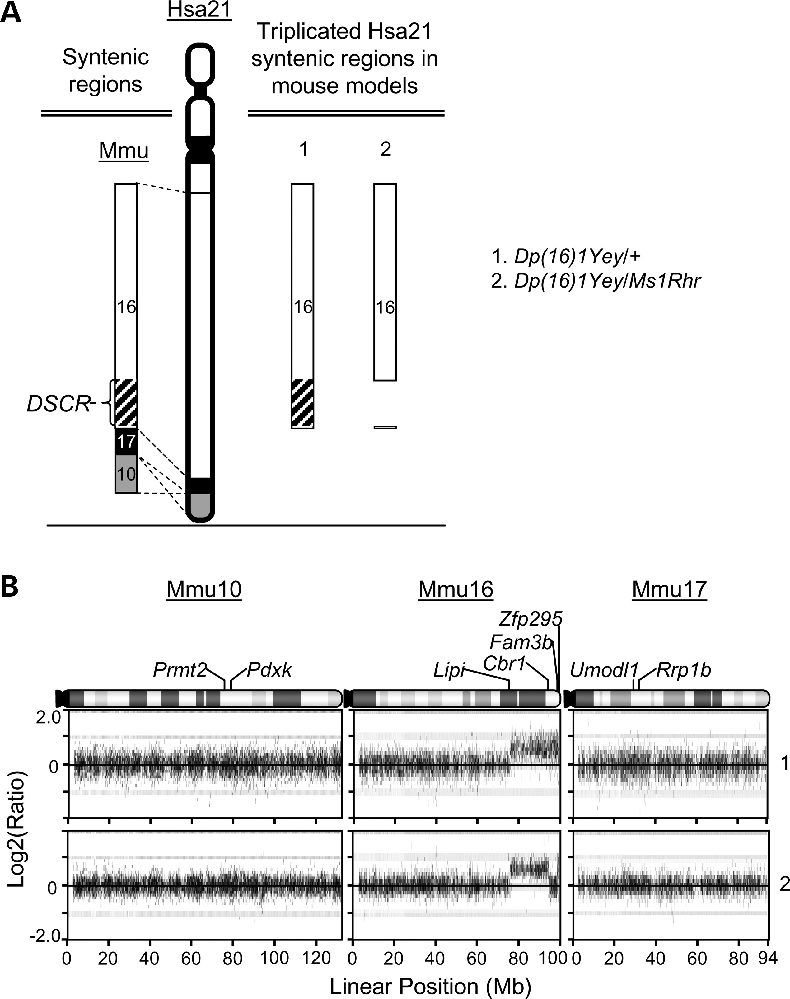 A
Hsa21
Syntenic
regions
Triplicated Hsa21
syntenic regions in
mouse models
Mmu
1
2
16
16
16
DSCR
17
10
1. Dp(16)1Yey/+
2. Dp(16)1Yey/Ms1Rhr
B
Mmu10
Mmu16
Mmu17
Zfp295
Fam3b
Prmt2
Pdxk
Lipi
Cbr1
Umodl1
Rrp1b
2.0
0
1
0
2
-2.0
Log2(Ratio)
0 20 40 60 80 100 120
0 20 40 60 80 100
0 20 40 60 80 94
Linear Position (Mb)